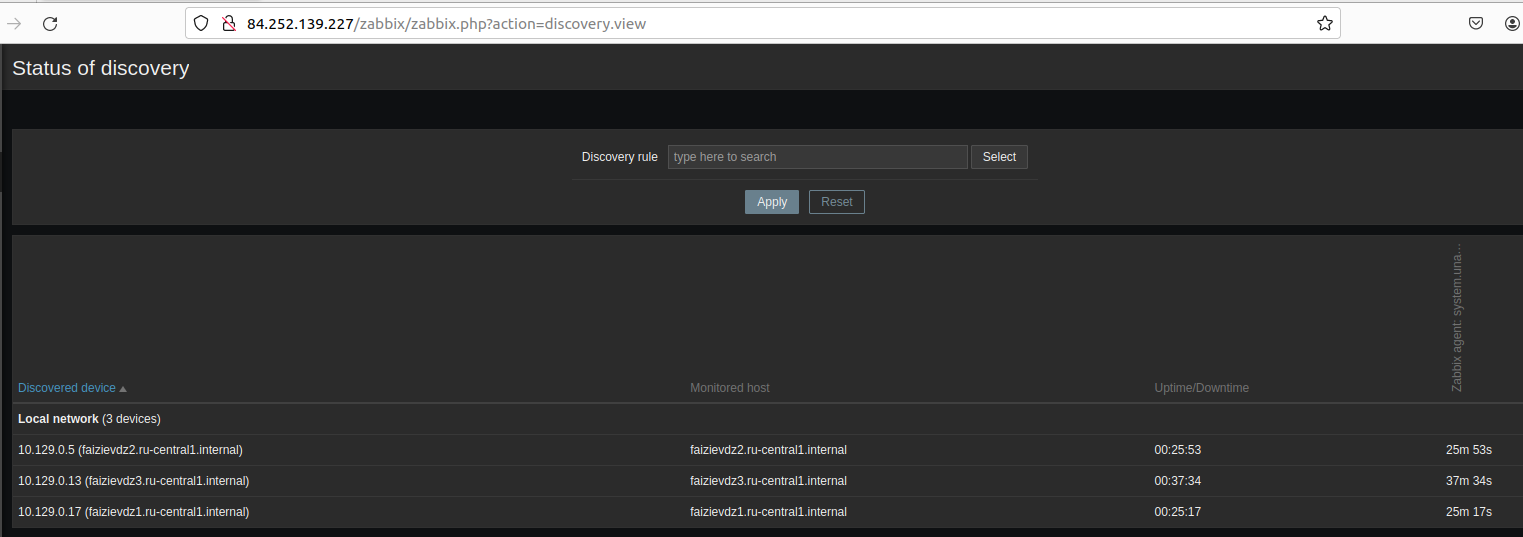 84.252.139.227/zabbix/zabbix.php?action=discovery.view
Status of discovery
Discovery rule type here to search Select
Apply Reset
Zabbix agent: system.una…
Discovered device Monitored host Uptime/Downtime
Local network (3 devices)
10.129.0.5 (faizievdz2.ru-central1.internal) faizievdz2.ru-central1.internal 00:25:53 25m 53s
10.129.0.13 (faizievdz3.ru-central1.internal) faizievdz3.ru-central1.internal 00:37:34 37m 34s
10.129.0.17 (faizievdz1.ru-central1.internal) faizievdz1.ru-central1.internal 00:25:17 25m 17s